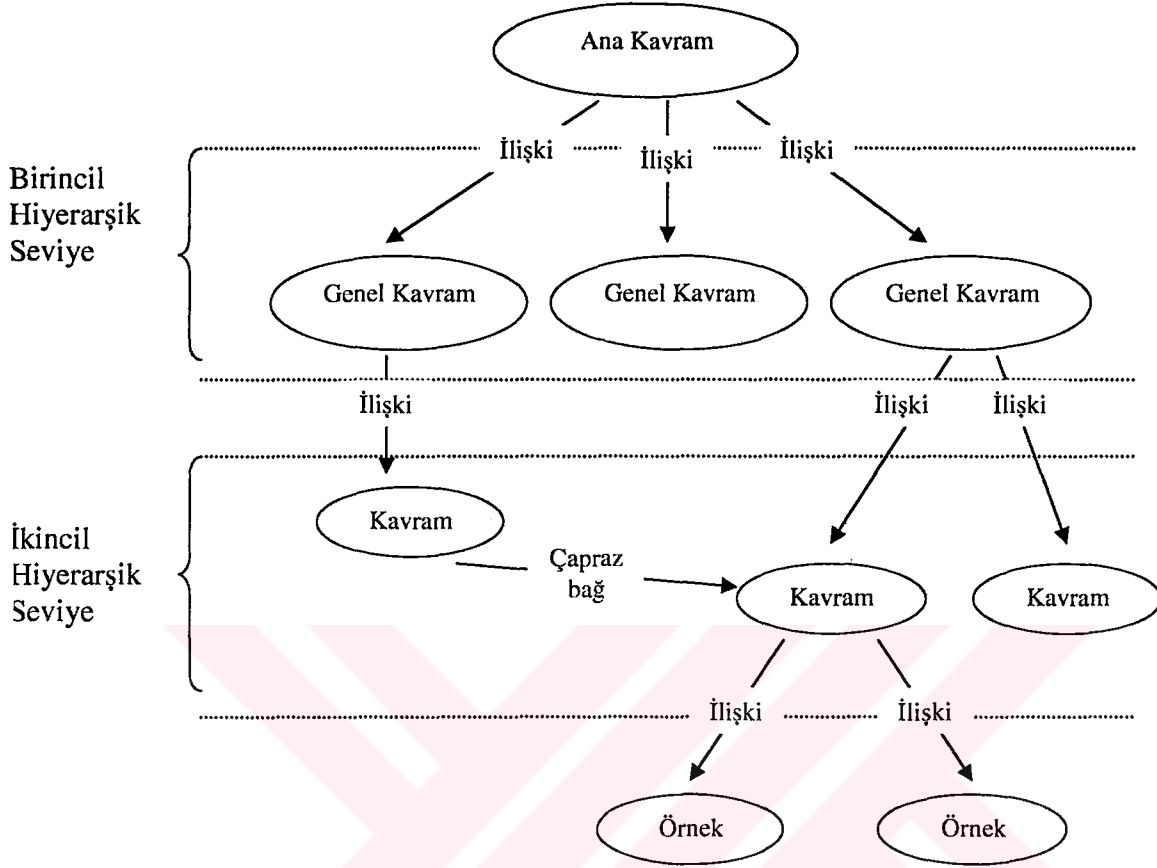 Ana Kavram
İlişki İlişki İlişki
Birincil
Hiyerarşik
Seviye
Genel Kavram Genel Kavram Genel Kavram
İlişki İlişki İlişki
İkincil
Hiyerarşik
Seviye
Kavram
Çapraz
bağ
Kavram Kavram
İlişki İlişki
Örnek Örnek